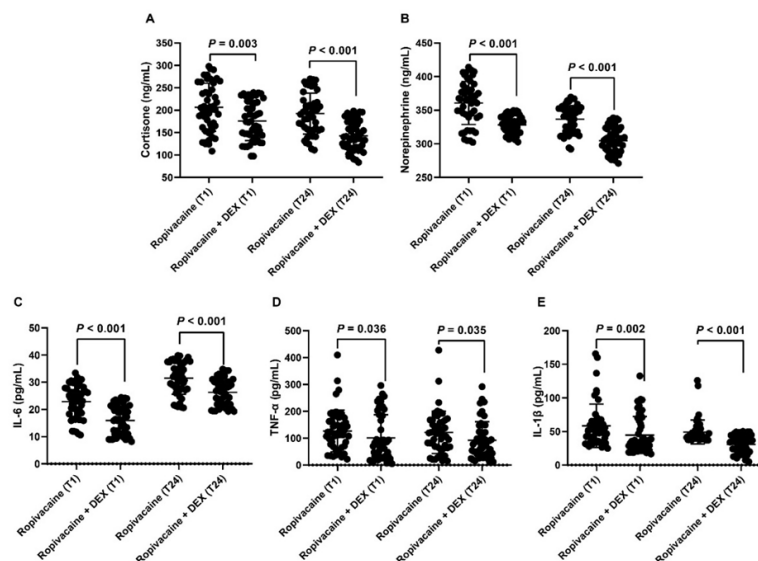 A
P = 0.003
P < 0.001
Cortisone (ng/mL)
300
250
200
150
100
50
Ropivacaine (T1)
Ropivacaine + DEX (T1)
Ropivacaine (T24)
Ropivacaine + DEX (T24)
B
P < 0.001
P < 0.001
Norepinephrine (ng/mL)
450
400
350
300
250
Ropivacaine (T1)
Ropivacaine + DEX (T1)
Ropivacaine (T24)
Ropivacaine + DEX (T24)
C
P < 0.001
P < 0.001
IL-6 (pg/mL)
50
40
30
20
10
0
Ropivacaine (T1)
Ropivacaine + DEX (T1)
Ropivacaine (T24)
Ropivacaine + DEX (T24)
D
P = 0.036
P = 0.035
TNF-α (pg/mL)
500
400
300
200
100
0
Ropivacaine (T1)
Ropivacaine + DEX (T1)
Ropivacaine (T24)
Ropivacaine + DEX (T24)
E
P = 0.002
P < 0.001
IL-1β (pg/mL)
200
150
100
50
0
Ropivacaine (T1)
Ropivacaine + DEX (T1)
Ropivacaine (T24)
Ropivacaine + DEX (T24)